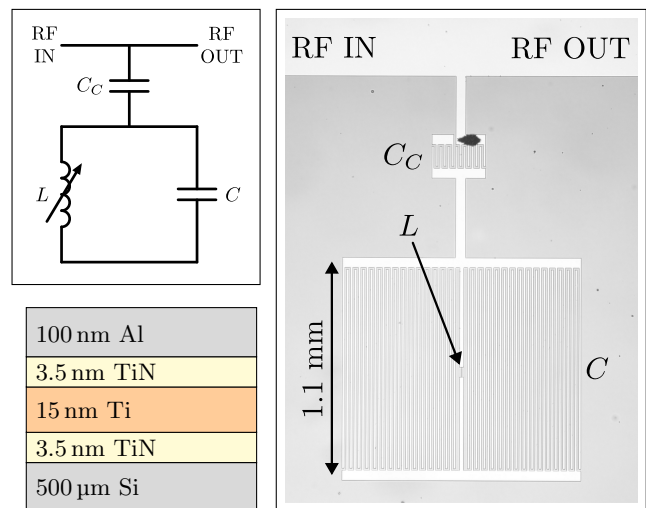 RF
IN
RF
OUT
C_C
L
C
100 nm Al
3.5 nm TiN
15 nm Ti
3.5 nm TiN
500 µm Si
RF IN
RF OUT
C_C
L
1.1 mm
C